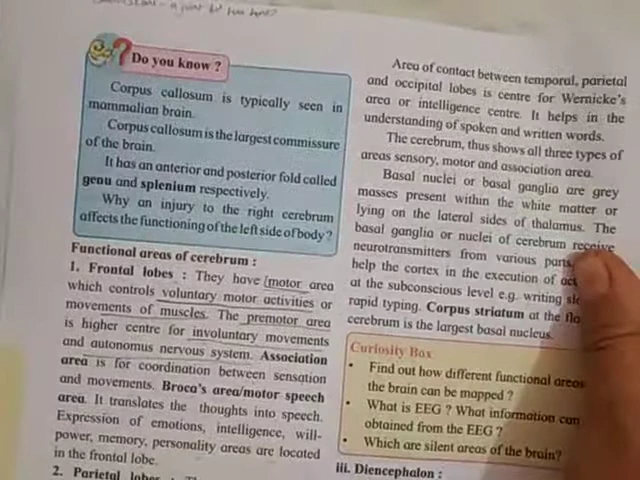 Do you know ?
Corpus callosum is typically seen in
mammalian brain.
Corpus callosum is the largest commissure
of the brain.
It has an anterior and posterior fold called
genu and splenium respectively.
Why an injury to the right cerebrum
affects the functioning of the left side of body?
Functional areas of cerebrum :
1. Frontal lobes : They have motor area
which controls voluntary motor activities or
movements of muscles. The premotor area
is higher centre for involuntary movements
and autonomus nervous system. Association
area is for coordination between sensation
and movements. Broca's area/motor speech
area. It translates the thoughts into speech.
Expression of emotions, intelligence, will-
power, memory, personality areas are located
in the frontal lobe.
2. Parietal lobes :
Area of contact between temporal, parietal
and occipital lobes is centre for Wernicke's
area or intelligence centre. It helps in the
understanding of spoken and written words.
The cerebrum, thus shows all three types of
areas sensory, motor and association area.
Basal nuclei or basal ganglia are grey
masses present within the white matter or
lying on the lateral sides of thalamus. The
basal ganglia or nuclei of cerebrum receive
neurotransmitters from various parts
help the cortex in the execution of
at the subconscious level e.g. writing
rapid typing. Corpus striatum at the
cerebrum is the largest basal nucleus.
Curiosity Box
• Find out how different functional areas
the brain can be mapped ?
• What is EEG ? What information can
obtained from the EEG ?
• Which are silent areas of the brain?
iii. Diencephalon :